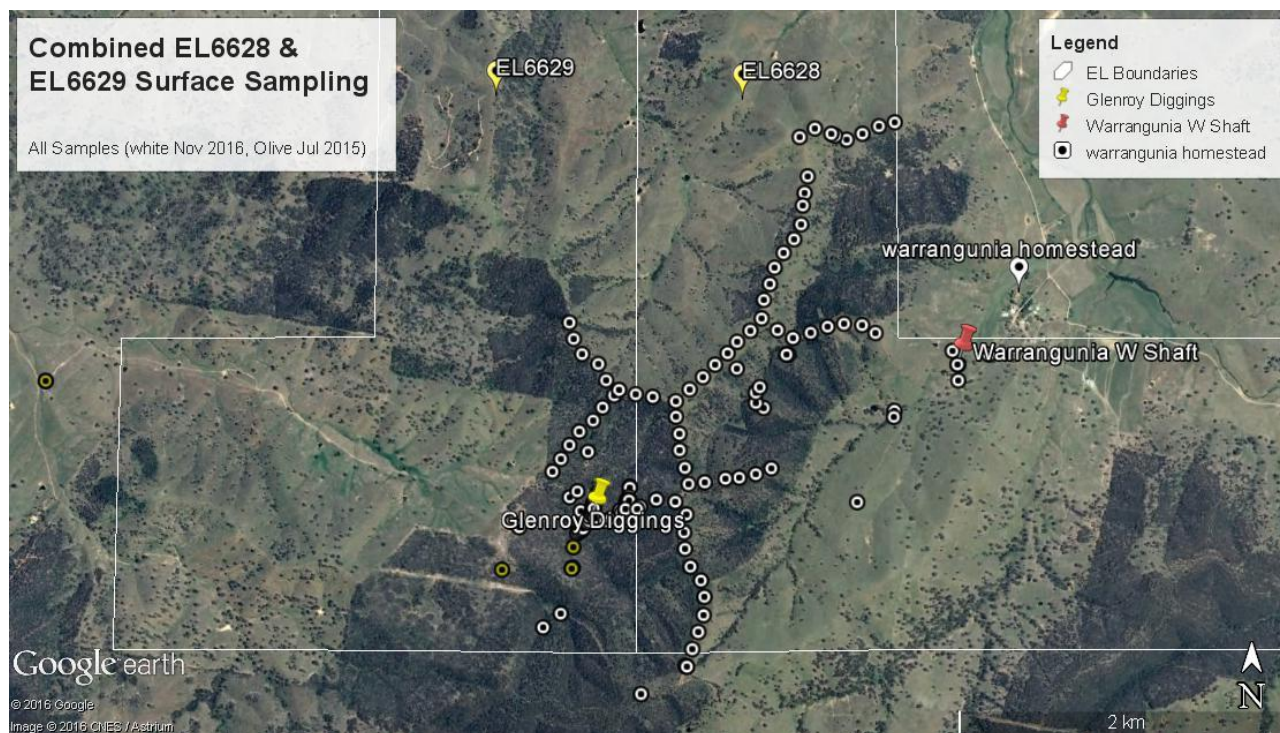 Combined EL6628 &
EL6629 Surface Sampling
All Samples (white Nov 2016, Olive Jul 2015)
EL6629
EL6628
Legend
EL Boundaries
Glenroy Diggings
Warrangunia W Shaft
warrangunia homestead
warrangunia homestead
Warrangunia W Shaft
Glenroy Diggings
Google earth
© 2016 Google
Image © 2016 CNES / Astrium
N
2 km